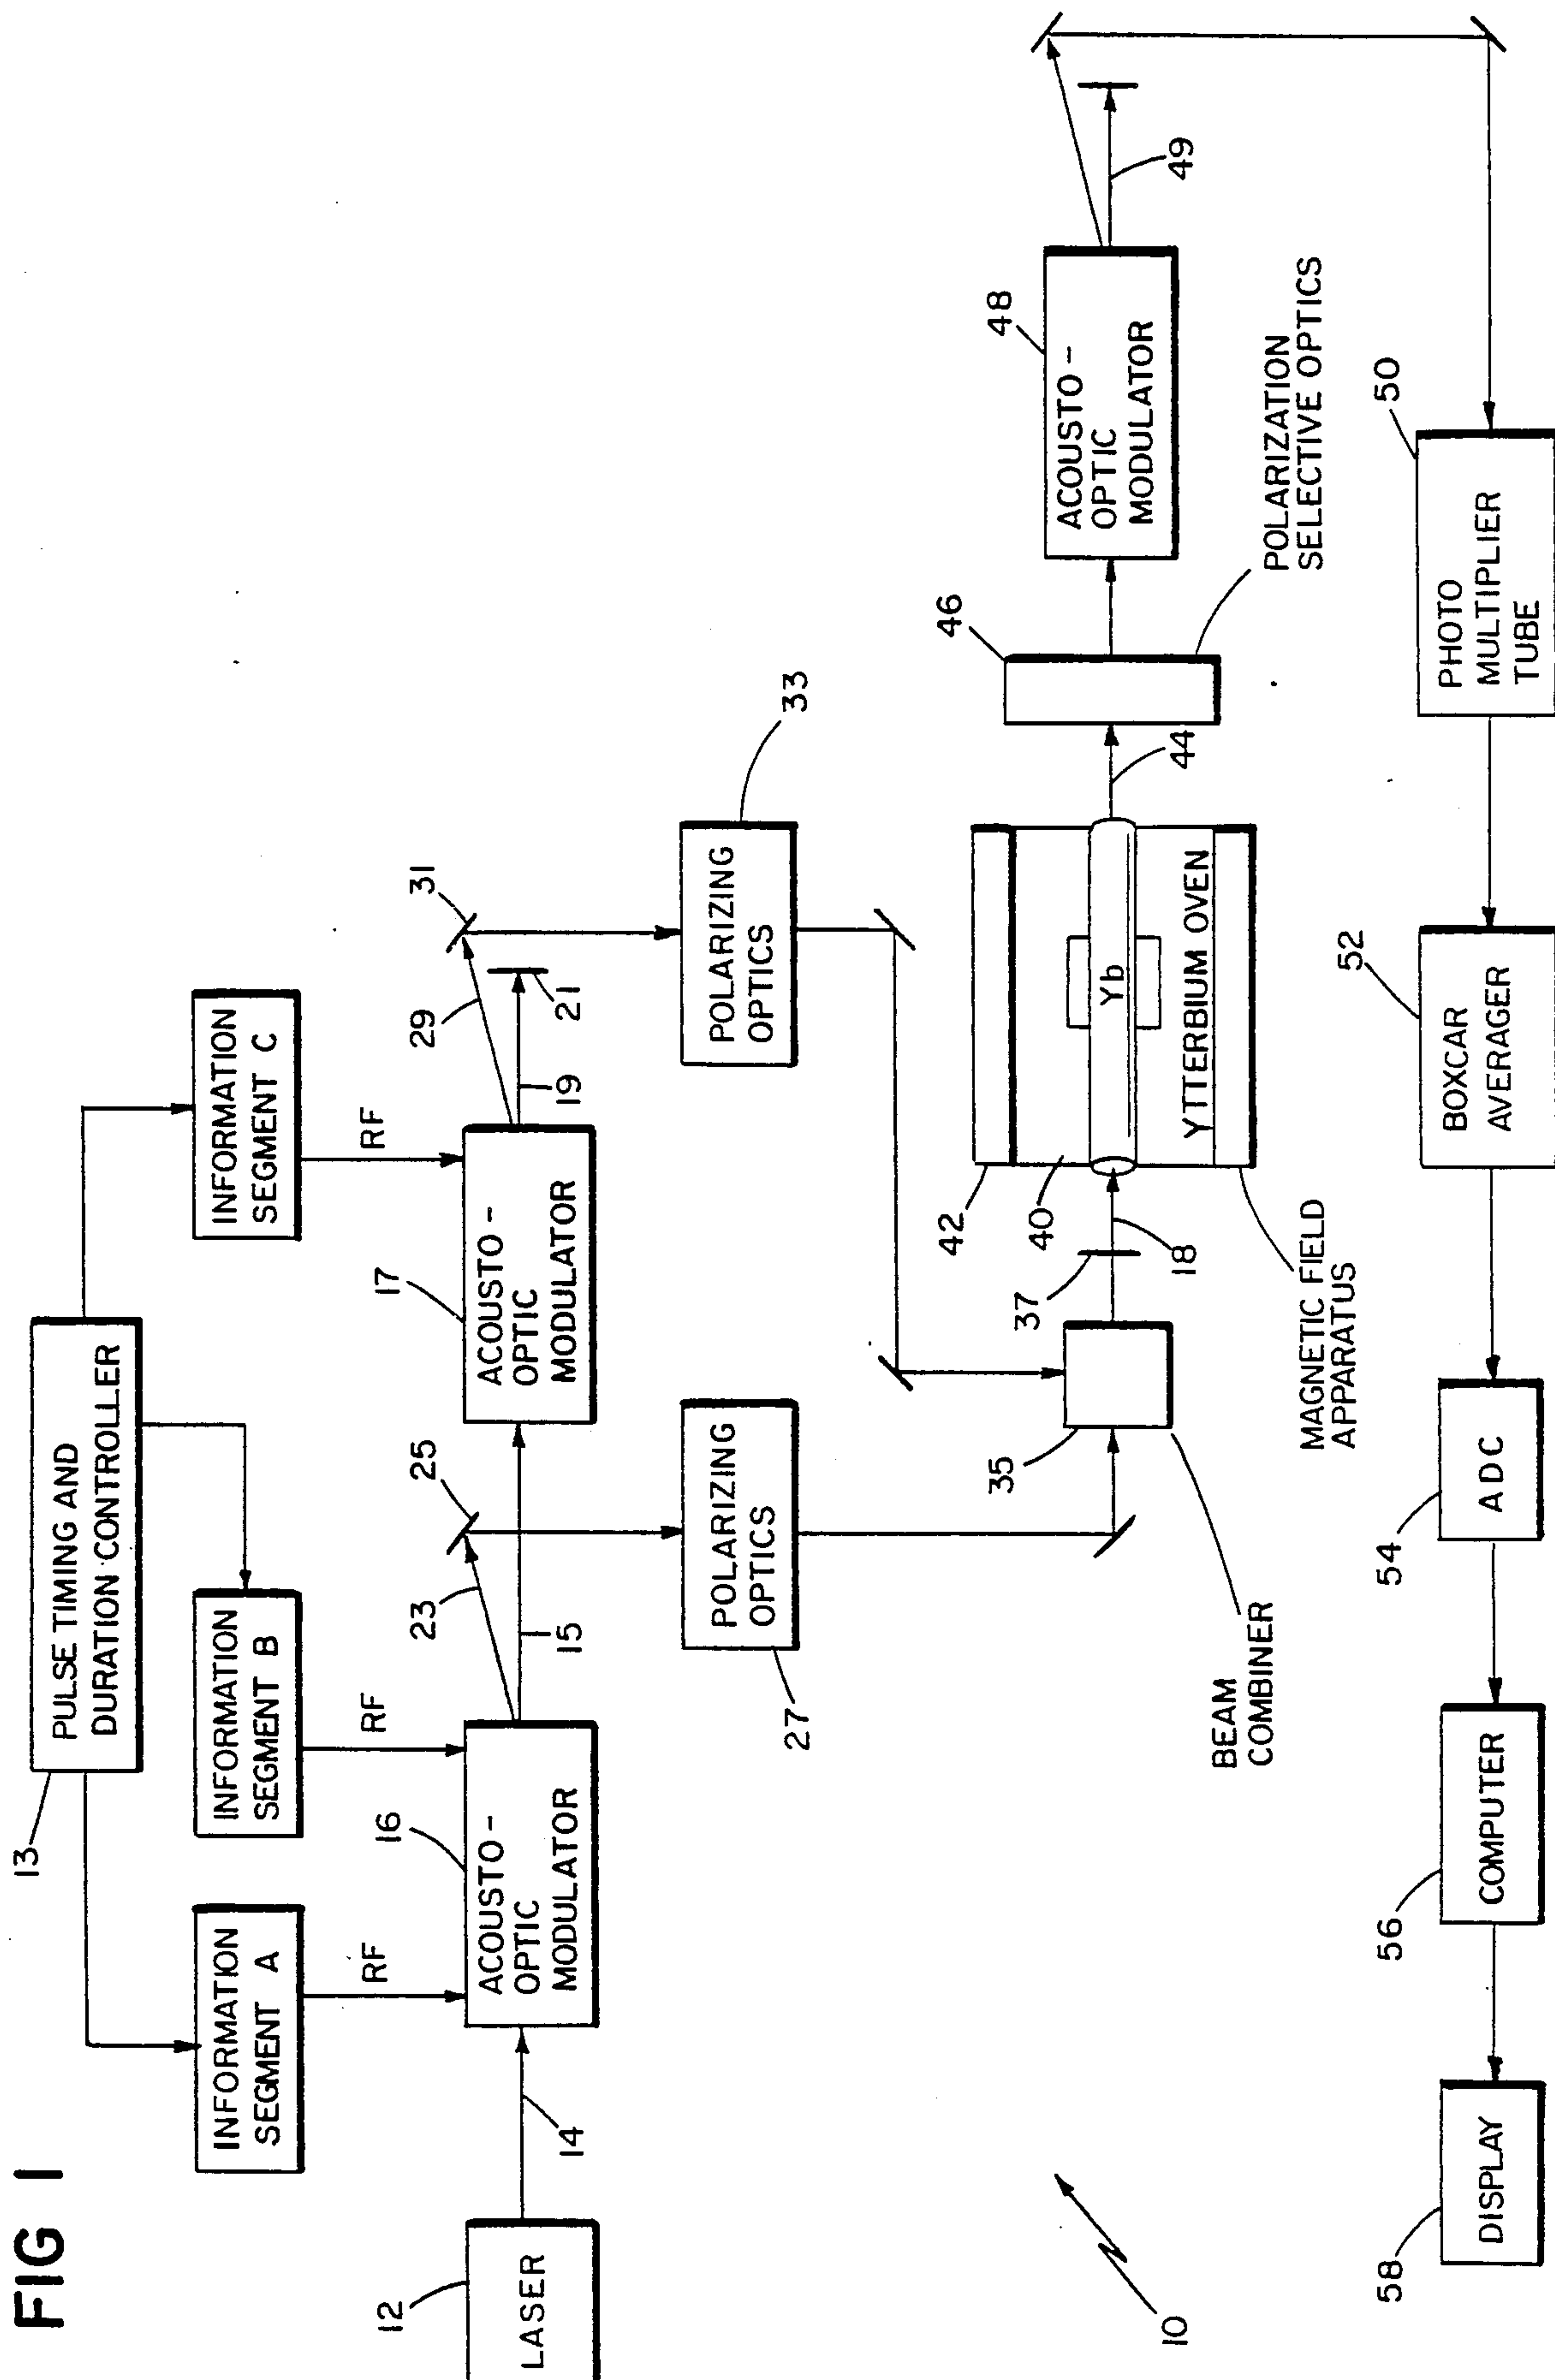 FIG 1
13
PULSE TIMING AND
DURATION CONTROLLER
INFORMATION
SEGMENT A
INFORMATION
SEGMENT B
INFORMATION
SEGMENT C
RF
RF
RF
12
LASER
14
16
ACOUSTO-
OPTIC
MODULATOR
23
15
25
17
ACOUSTO-
OPTIC
MODULATOR
29
19
21
31
27
POLARIZING
OPTICS
33
POLARIZING
OPTICS
10
BEAM
COMBINER
35
37
18
42
40
Yb
YTTERBIUM OVEN
MAGNETIC FIELD
APPARATUS
44
46
POLARIZATION
SELECTIVE OPTICS
48
ACOUSTO-
OPTIC
MODULATOR
49
58
DISPLAY
56
COMPUTER
54
ADC
52
BOXCAR
AVERAGER
50
PHOTO
MULTIPLIER
TUBE